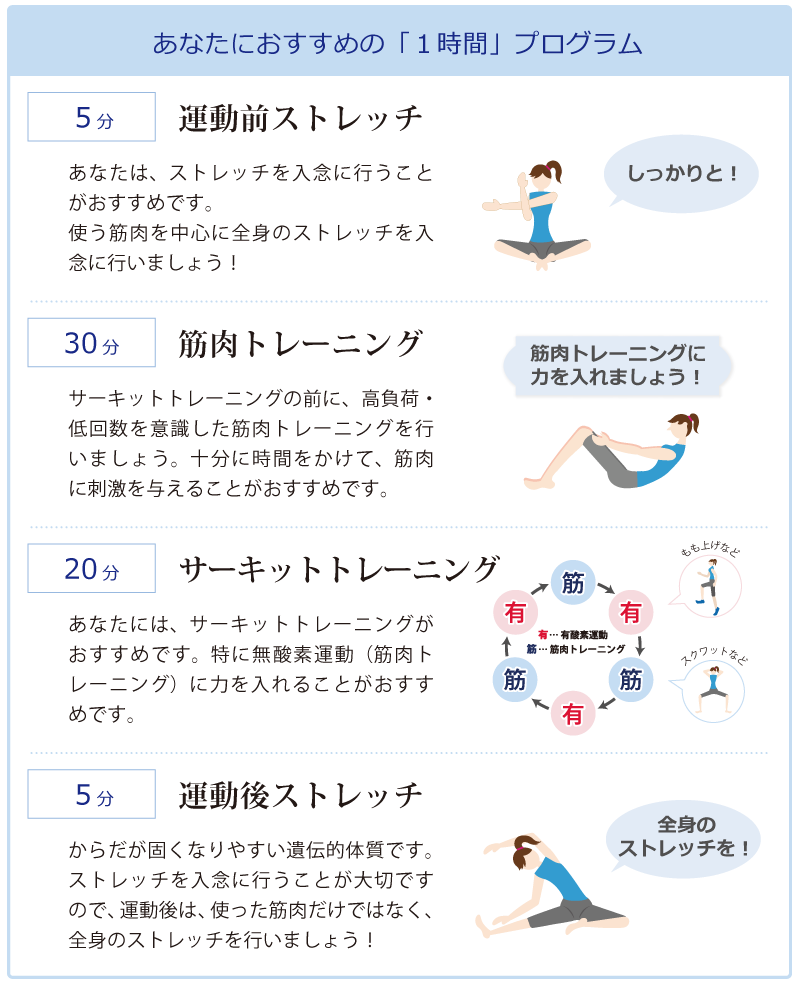 あなたにおすすめの「１時間」プログラム
5 分
運動前ストレッチ
あなたは、ストレッチを入念に行うこと
がおすすめです。
使う筋肉を中心に全身のストレッチを入
念に行いましょう！
しっかりと！
30 分
筋肉トレーニング
サーキットトレーニングの前に、高負荷・
低回数を意識した筋肉トレーニングを行
いましょう。十分に時間をかけて、筋肉
に刺激を与えることがおすすめです。
筋肉トレーニングに
力を入れましょう！
20 分
サーキットトレーニング
あなたには、サーキットトレーニングが
おすすめです。特に無酸素運動（筋肉ト
レーニング）に力を入れることがおすす
めです。
筋
有
筋
有
筋
有
有… 有酸素運動
筋… 筋肉トレーニング
もも上げなど
スクワットなど
5 分
運動後ストレッチ
からだが固くなりやすい遺伝的体質です。
ストレッチを入念に行うことが大切です
ので、運動後は、使った筋肉だけではなく、
全身のストレッチを行いましょう！
全身の
ストレッチを！